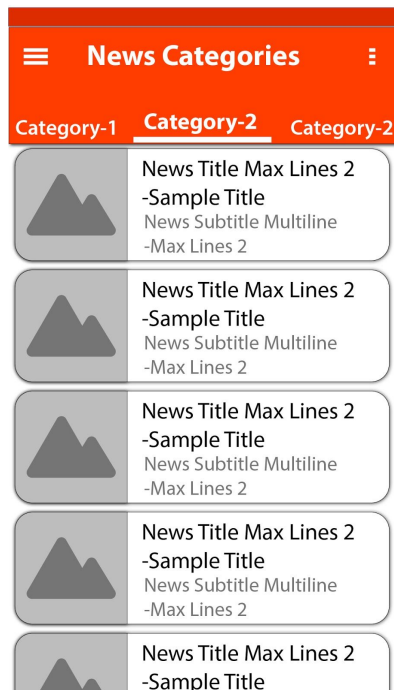 News Categories
Category-1 Category-2 Category-2
News Title Max Lines 2
-Sample Title
News Subtitle Multiline
-Max Lines 2
News Title Max Lines 2
-Sample Title
News Subtitle Multiline
-Max Lines 2
News Title Max Lines 2
-Sample Title
News Subtitle Multiline
-Max Lines 2
News Title Max Lines 2
-Sample Title
News Subtitle Multiline
-Max Lines 2
News Title Max Lines 2
-Sample Title